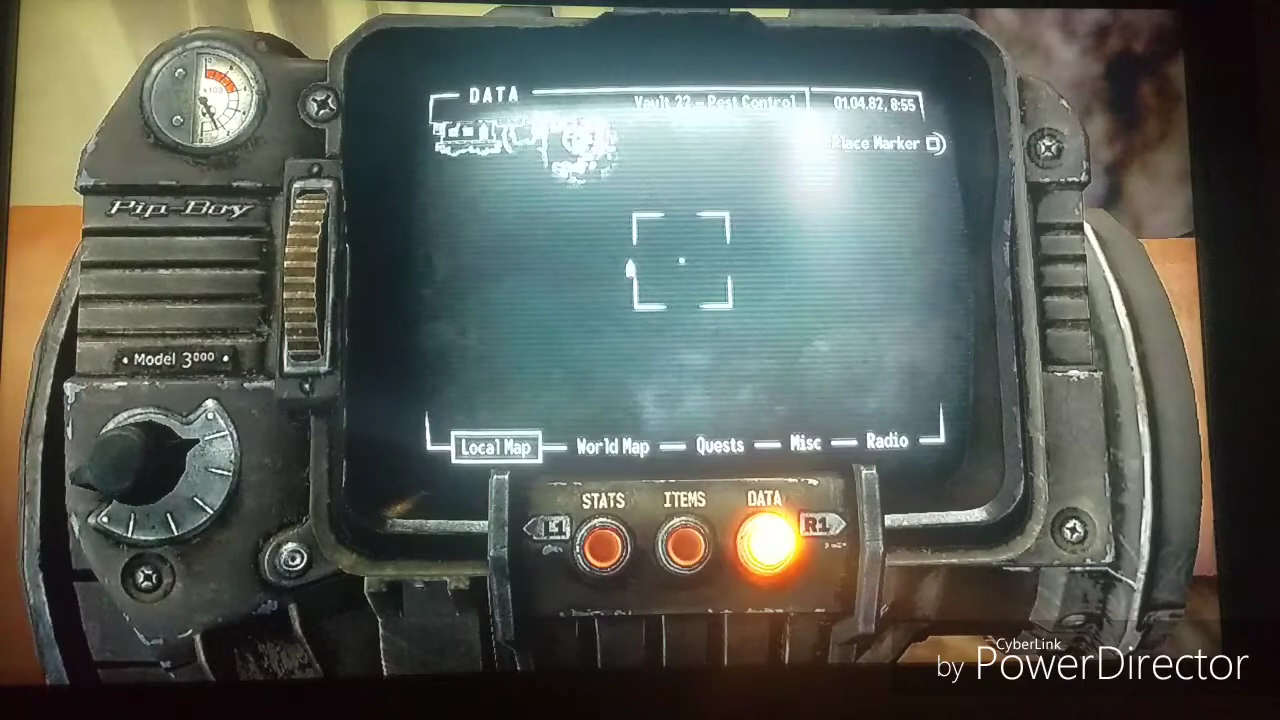 DATA
Vault 22 - Pest Control
01.04.82, 8:55
Place Marker
x100
Pip-Boy
• Model 3000 •
Local Map
World Map
Quests
Misc
Radio
STATS
ITEMS
DATA
L1
R1
CyberLink
by PowerDirector